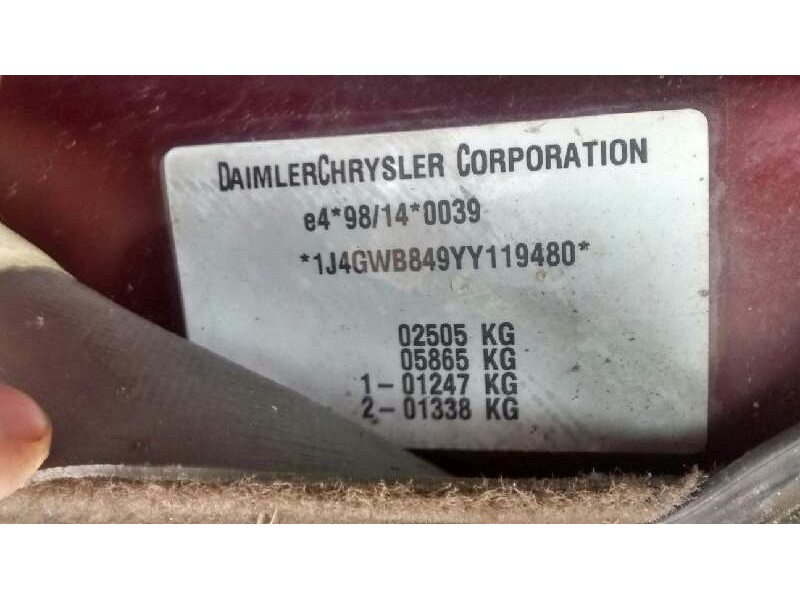 DAIMLERCHRYSLER CORPORATION
e4*98/14*0039
*1J4GWB849YY119480*
02505 KG
05865 KG
1-01247 KG
2-01338 KG